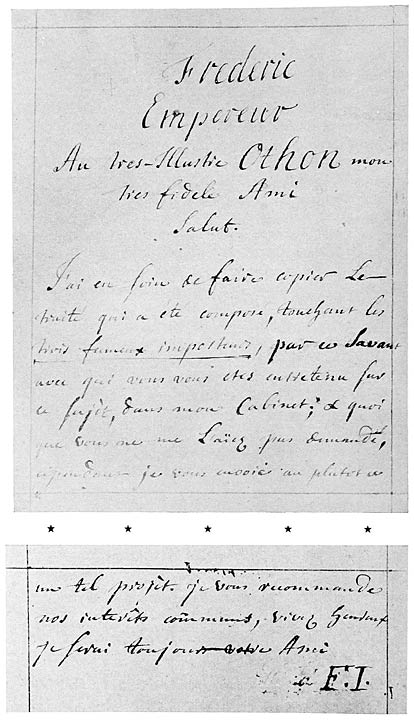 Frederic
Empereur
Au tres-Illustre Othon mon
tres fidele Ami
Salut.
J'ai eu soin de faire copier Le
traité qui a eté composé, touchant les
trois fameux imposteurs, par ce Savant
avec qui vous vous etes entretenu sur
ce sujet, dans mon Cabinet; & quoi
que vous ne me L'aiez pas demandé,
cependant je vous envoie au plutot ce
un tel projèt. je vous recommande
nos interêts communs, vivez heureux
je serai toujours votre Ami
à F. I.